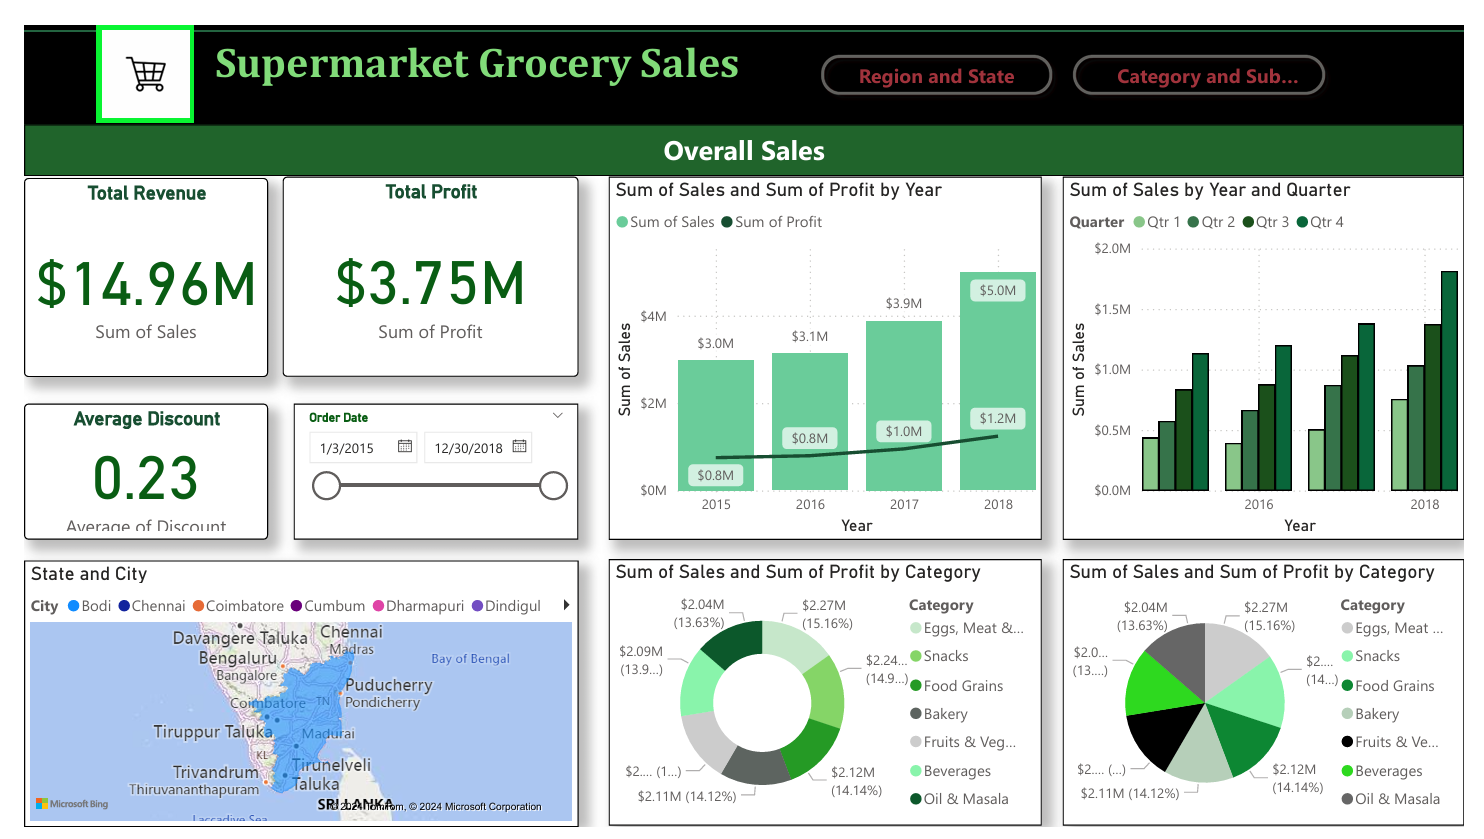 Supermarket Grocery Sales
Region and State
Category and Sub...
Overall Sales
Total Revenue
$14.96M
Sum of Sales
Total Profit
$3.75M
Sum of Profit
Average Discount
0.23
Average of Discount
Order Date
1/3/2015
12/30/2018
Sum of Sales and Sum of Profit by Year
Sum of Sales
Sum of Profit
Sum of Sales
$4M
$2M
$0M
$3.0M
$3.1M
$3.9M
$5.0M
$0.8M
$0.8M
$1.0M
$1.2M
2015
2016
2017
2018
Year
Sum of Sales by Year and Quarter
Quarter
Qtr 1
Qtr 2
Qtr 3
Qtr 4
Sum of Sales
$2.0M
$1.5M
$1.0M
$0.5M
$0.0M
2016
2018
Year
State and City
City
Bodi
Chennai
Coimbatore
Cumbum
Dharmapuri
Dindigul
Davangere Taluka
Chennai
Madras
Bengaluru
Bangalore
Bay of Bengal
Puducherry
Pondicherry
Coimbatore
TN
Tiruppur Taluka
Madurai
KL
Trivandrum
Thiruvananthapuram
Tirunelveli
Taluka
SRI LANKA
Microsoft Bing
© 2024 TomTom, © 2024 Microsoft Corporation
Laccadive Sea
Sum of Sales and Sum of Profit by Category
$2.04M
(13.63%)
$2.27M
(15.16%)
$2.09M
(13.9...)
$2.24...
(14.9...)
$2.... (1...)
$2.11M (14.12%)
$2.12M
(14.14%)
Category
Eggs, Meat &...
Snacks
Food Grains
Bakery
Fruits & Veg...
Beverages
Oil & Masala
Sum of Sales and Sum of Profit by Category
$2.04M
(13.63%)
$2.27M
(15.16%)
$2.0...
(13....)
$2....
(14...)
$2.... (...)
$2.11M (14.12%)
$2.12M
(14.14%)
Category
Eggs, Meat ...
Snacks
Food Grains
Bakery
Fruits & Ve...
Beverages
Oil & Masala